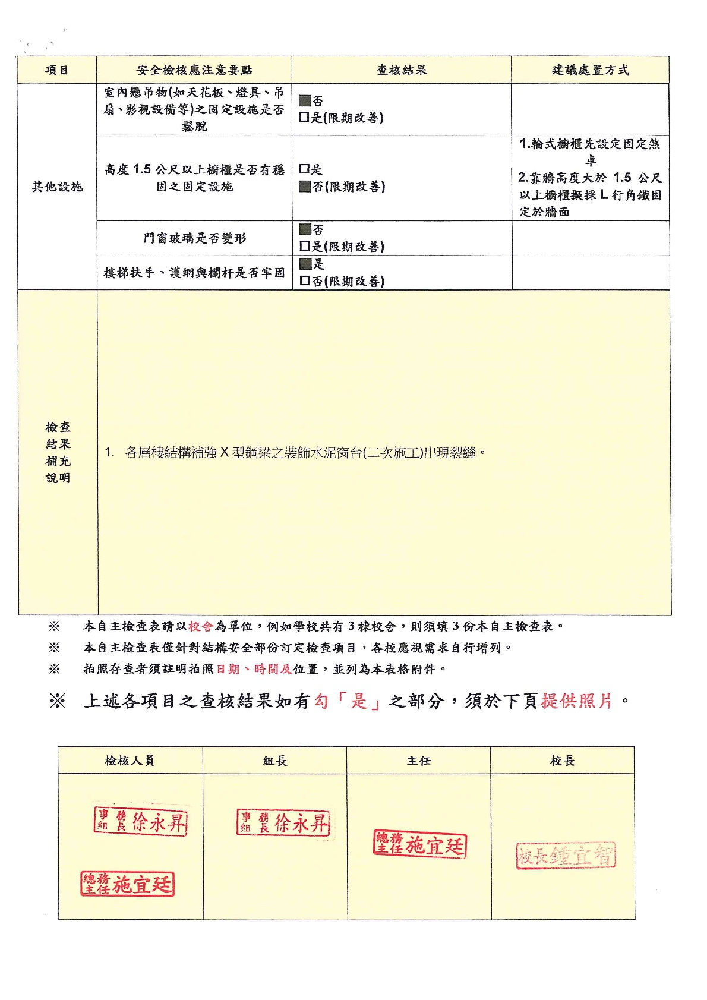 項目 安全檢核應注意要點 查核結果 建議處置方式
其他設施
室內懸吊物(如天花板、燈具、吊
扇、影視設備等)之固定設施是否
鬆脫
■否
□是(限期改善)
高度 1.5 公尺以上櫥櫃是否有穩
固之固定設施
□是
■否(限期改善)
1.輪式櫥櫃先設定固定煞
車
2.靠牆高度大於 1.5 公尺
以上櫥櫃擬採 L 行角鐵固
定於牆面
門窗玻璃是否變形
■否
□是(限期改善)
樓梯扶手、護網與欄杆是否牢固
■是
□否(限期改善)
檢查
結果
補充
說明
1. 各層樓結構補強 X 型鋼梁之裝飾水泥窗台(二次施工)出現裂縫。
※ 本自主檢查表請以校舍為單位，例如學校共有 3 棟校舍，則須填 3 份本自主檢查表。
※ 本自主檢查表僅針對結構安全部份訂定檢查項目，各校應視需求自行增列。
※ 拍照存查者須註明拍照日期、時間及位置，並列為本表格附件。
※ 上述各項目之查核結果如有勾「是」之部分，須於下頁提供照片。
檢核人員 組長 主任 校長
事務組長 徐永昇
總務主任 施宜廷
事務組長 徐永昇
總務主任 施宜廷
校長 鍾宜智